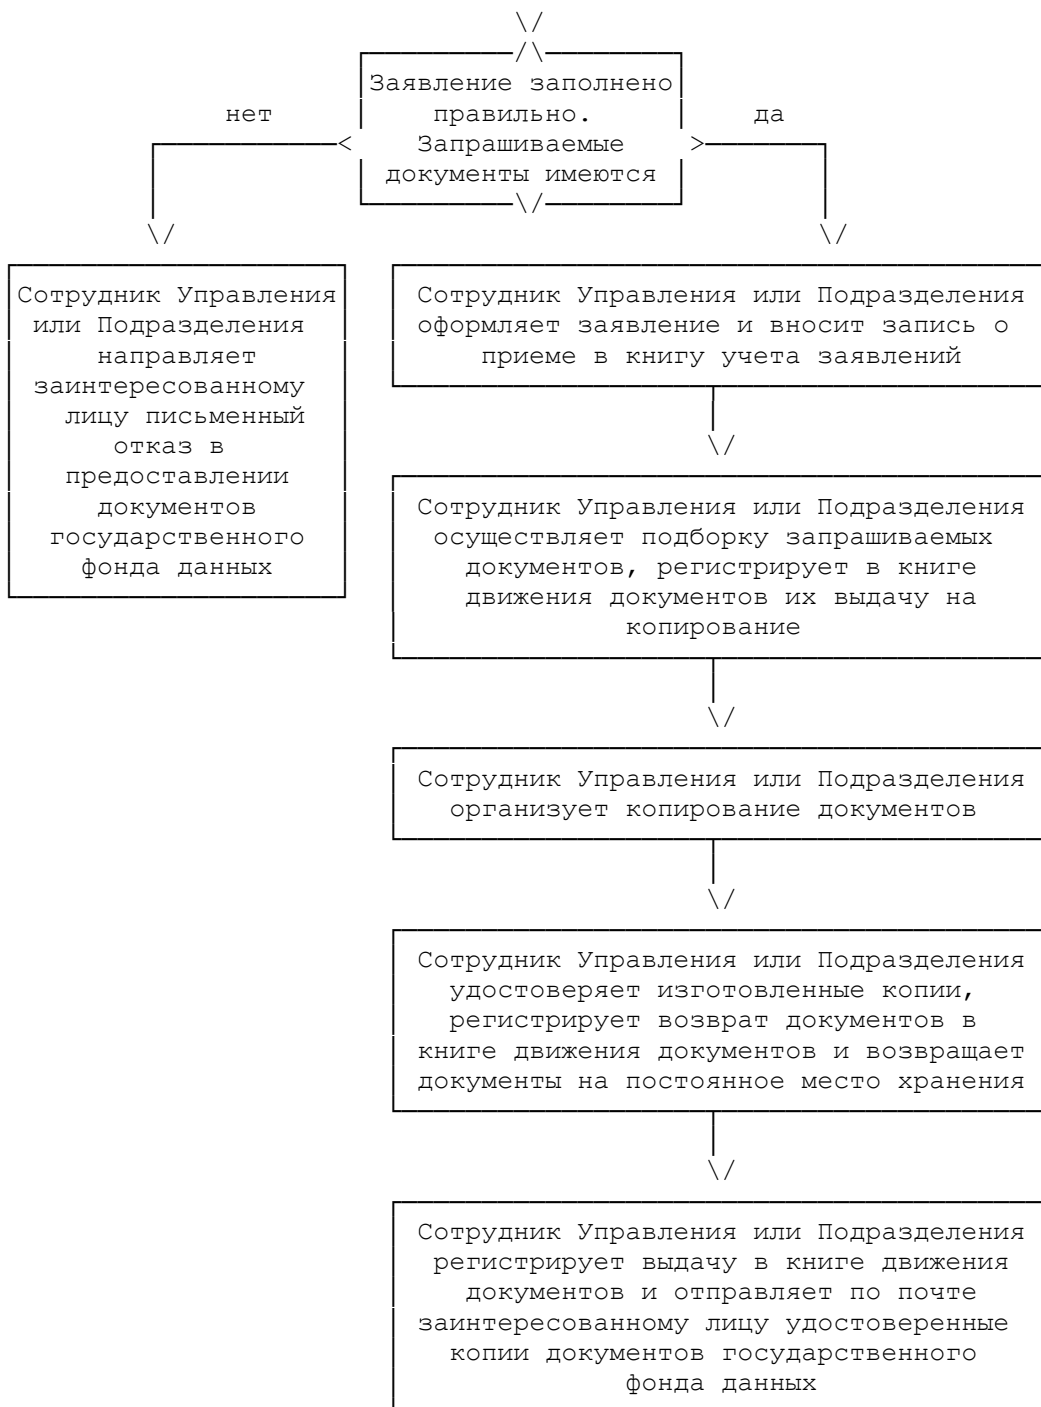 Заявление заполнено
правильно.
Запрашиваемые
документы имеются
нет
да
Сотрудник Управления
или Подразделения
направляет
заинтересованному
лицу письменный
отказ в
предоставлении
документов
государственного
фонда данных
Сотрудник Управления или Подразделения
оформляет заявление и вносит запись о
приеме в книгу учета заявлений
Сотрудник Управления или Подразделения
осуществляет подборку запрашиваемых
документов, регистрирует в книге
движения документов их выдачу на
копирование
Сотрудник Управления или Подразделения
организует копирование документов
Сотрудник Управления или Подразделения
удостоверяет изготовленные копии,
регистрирует возврат документов в
книге движения документов и возвращает
документы на постоянное место хранения
Сотрудник Управления или Подразделения
регистрирует выдачу в книге движения
документов и отправляет по почте
заинтересованному лицу удостоверенные
копии документов государственного
фонда данных